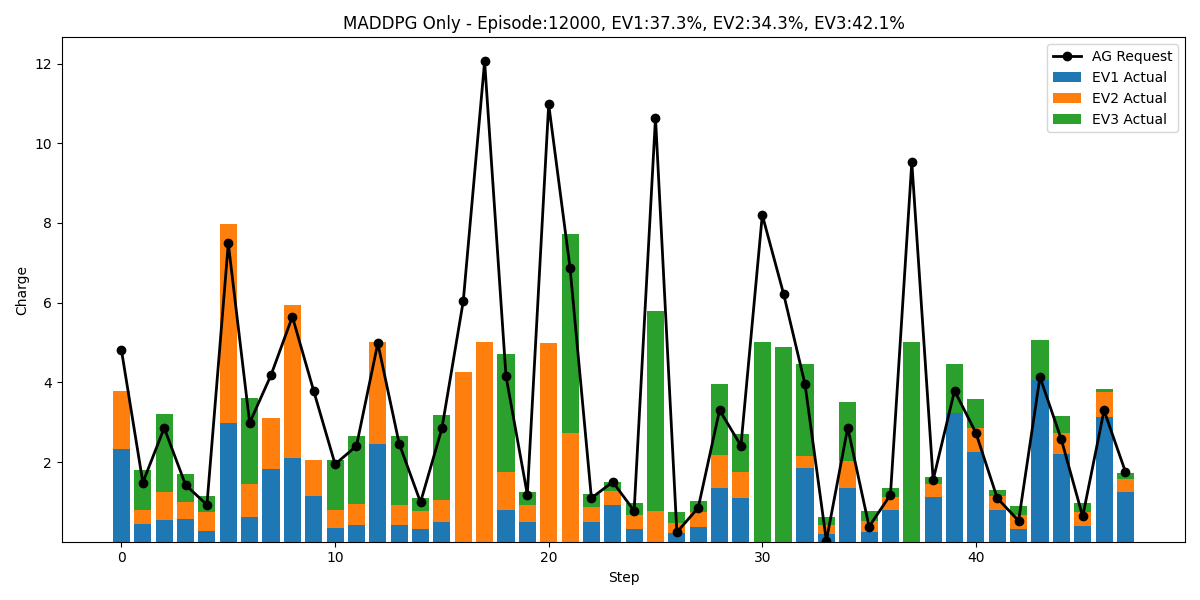 MADDPG Only - Episode:12000, EV1:37.3%, EV2:34.3%, EV3:42.1%
AG Request
EV1 Actual
EV2 Actual
EV3 Actual
Charge
12
10
8
6
4
2
0 10 20 30 40
Step